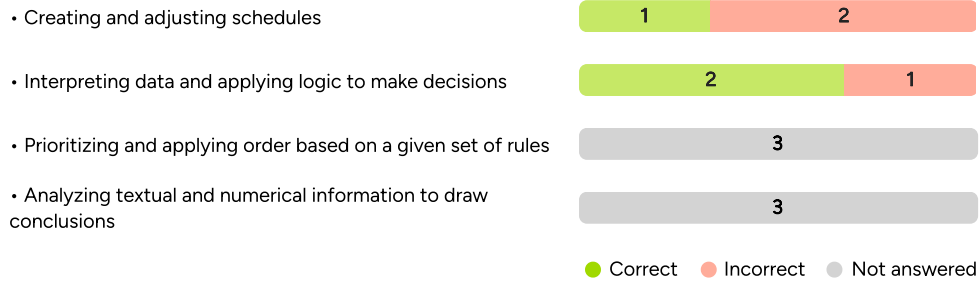 • Creating and adjusting schedules
1 2
• Interpreting data and applying logic to make decisions
2 1
• Prioritizing and applying order based on a given set of rules
3
• Analyzing textual and numerical information to draw
conclusions
3
Correct Incorrect Not answered